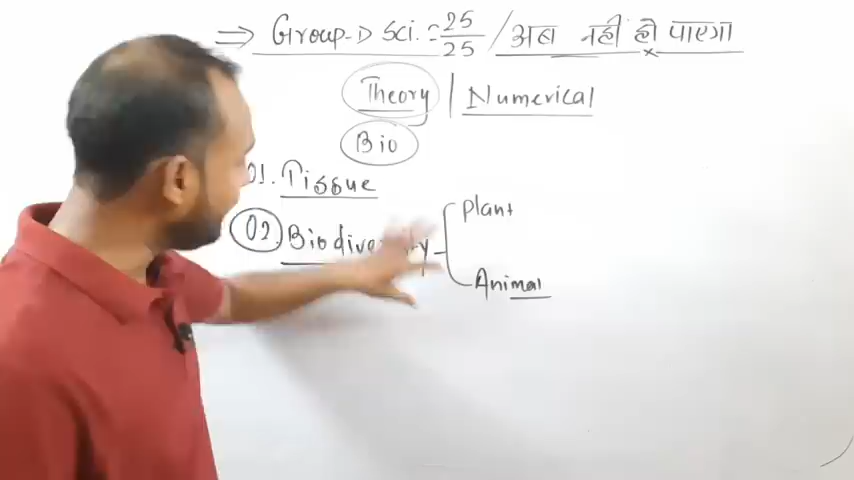 ⇒ Group-D Sci. = 25/25 / अब नहीं हो पाएगा
Theory | Numerical
Bio
01. Tissue
02. Biodiversity
Plant
Animal